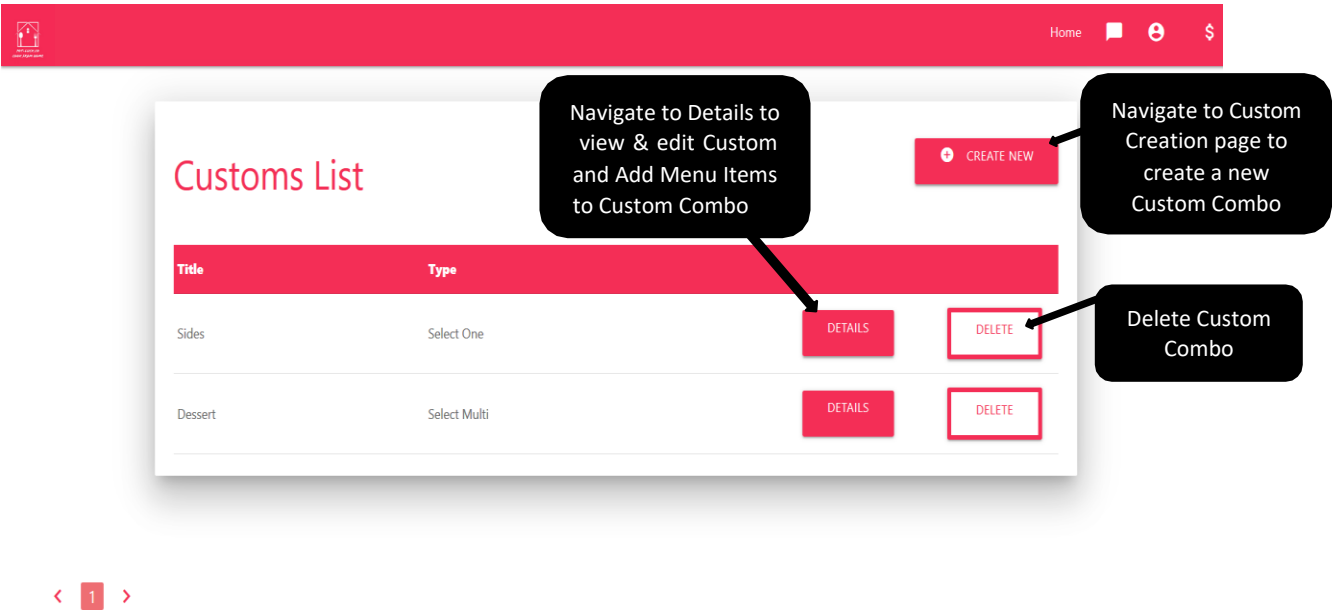 Home
$
Navigate to Details to
view & edit Custom
and Add Menu Items
to Custom Combo
Navigate to Custom
Creation page to
create a new
Custom Combo
Customs List
CREATE NEW
Title Type
Sides Select One DETAILS DELETE
Delete Custom
Combo
Dessert Select Multi DETAILS DELETE
< 1 >